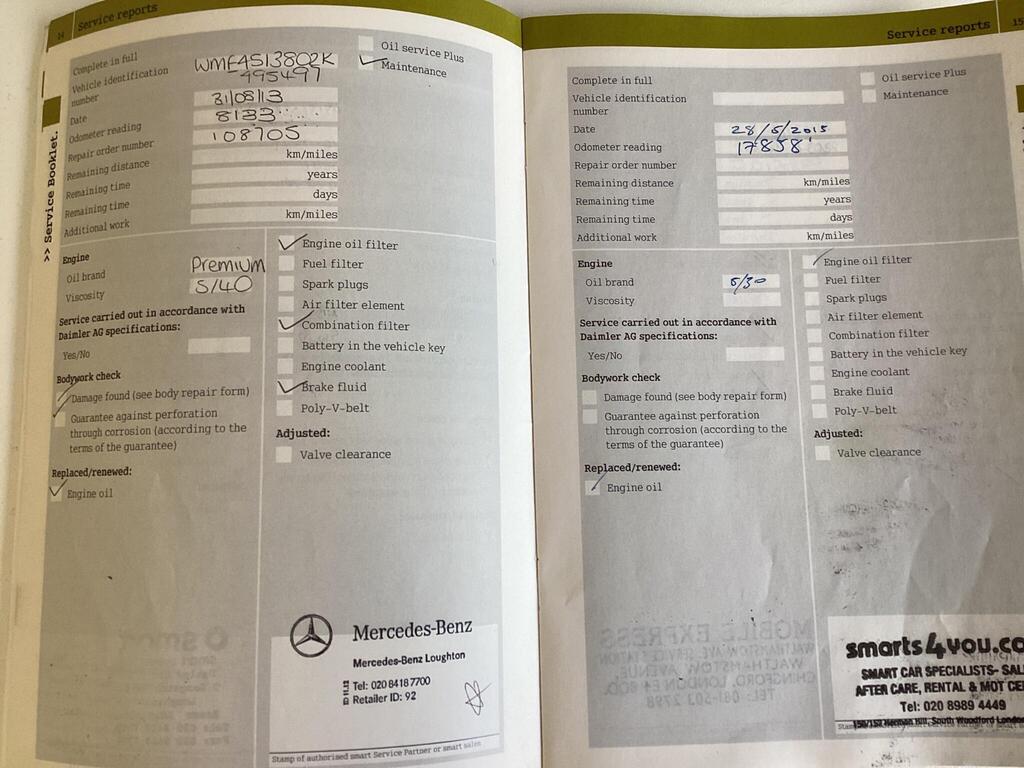 14 Service reports
Complete in full
Vehicle identification number
WMEA513802K
495497
Oil service Plus
Maintenance
Date 31/08/13
Odometer reading 8133
Repair order number 108705
Remaining distance km/miles
Remaining time years
Remaining time days
Additional work km/miles
>> Service Booklet.
Engine
Oil brand Premium
Viscosity 5/40
Service carried out in accordance with
Daimler AG specifications:
Yes/No
Bodywork check
Damage found (see body repair form)
Guarantee against perforation
through corrosion (according to the
terms of the guarantee)
Replaced/renewed:
Engine oil
Engine oil filter
Fuel filter
Spark plugs
Air filter element
Combination filter
Battery in the vehicle key
Engine coolant
Brake fluid
Poly-V-belt
Adjusted:
Valve clearance
Mercedes-Benz
Mercedes-Benz Loughton
Tel: 020 8418 7700
Retailer ID: 92
Stamp of authorised smart Service Partner or smart sales
Service reports 15
Complete in full
Vehicle identification
number
Oil service Plus
Maintenance
Date 28/5/2015
Odometer reading 17858
Repair order number
Remaining distance km/miles
Remaining time years
Remaining time days
Additional work km/miles
Engine
Oil brand 5/30
Viscosity
Service carried out in accordance with
Daimler AG specifications:
Yes/No
Bodywork check
Damage found (see body repair form)
Guarantee against perforation
through corrosion (according to the
terms of the guarantee)
Replaced/renewed:
Engine oil
Engine oil filter
Fuel filter
Spark plugs
Air filter element
Combination filter
Battery in the vehicle key
Engine coolant
Brake fluid
Poly-V-belt
Adjusted:
Valve clearance
smarts4you.co
SMART CAR SPECIALISTS- SAL
AFTER CARE, RENTAL & MOT CE
Tel: 020 8989 4449
Hill, South Woodford London